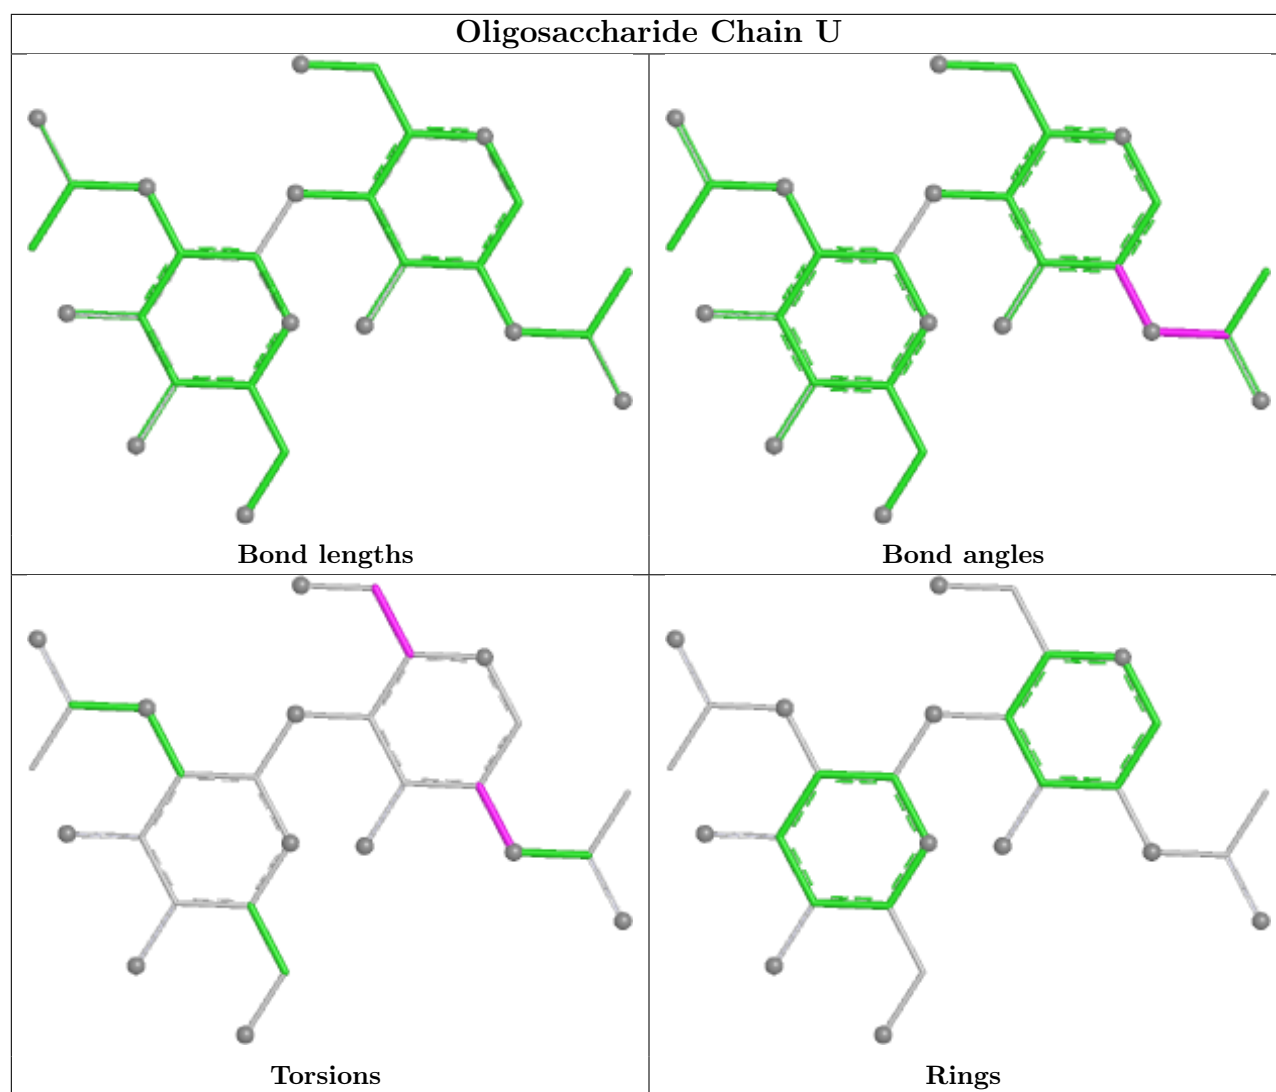 Oligosaccharide Chain U
Bond lengths
Bond angles
Torsions
Rings